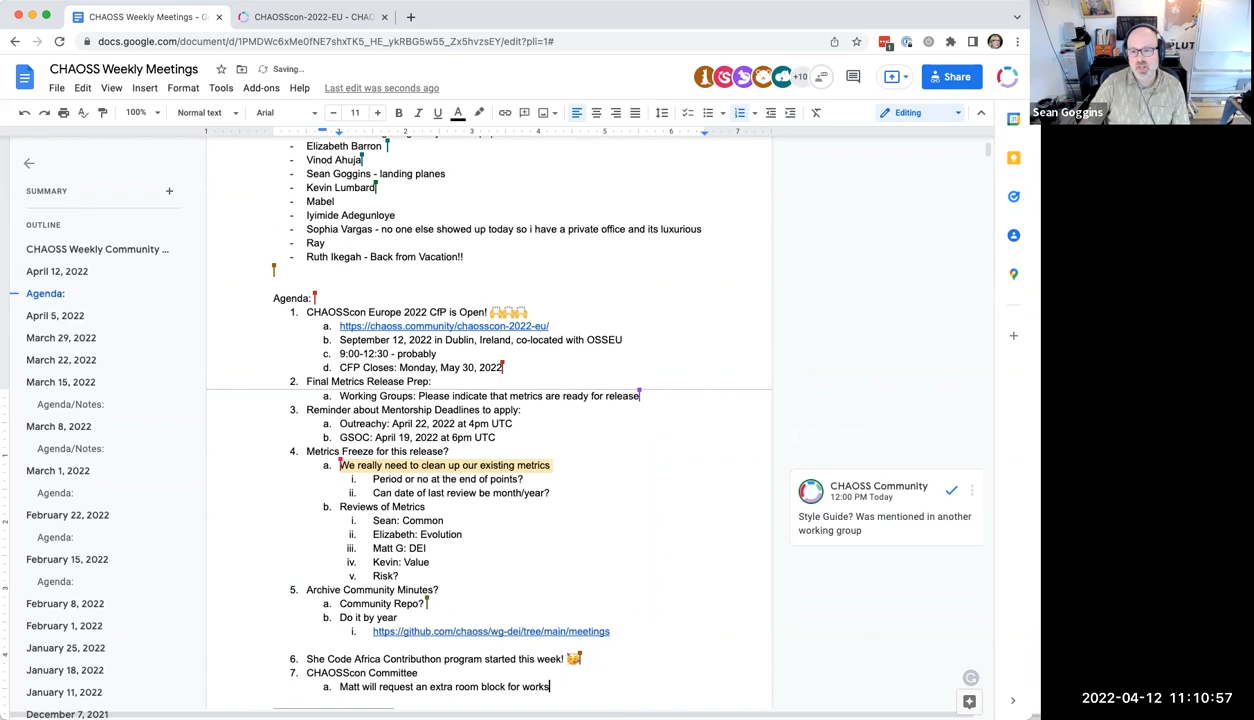 CHAOSS Weekly Meetings - G
CHAOSScon-2022-EU - CHAO
docs.google.com/document/d/1PMDWc6xMe0fNE7shxTK5_HE_ykRBG5w55_Zx5hvzsEY/edit?pli=1#
CHAOSS Weekly Meetings
Saving...
File Edit View Insert Format Tools Add-ons Help Last edit was seconds ago
+10
Share
100% Normal text Arial 11 Editing
1 1 2 3 4 5 6 7
SUMMARY
OUTLINE
CHAOSS Weekly Community ...
April 12, 2022
Agenda:
April 5, 2022
March 29, 2022
March 22, 2022
March 15, 2022
Agenda/Notes:
March 8, 2022
Agenda/Notes:
March 1, 2022
Agenda:
February 22, 2022
Agenda:
February 15, 2022
Agenda:
February 8, 2022
February 1, 2022
January 25, 2022
January 18, 2022
January 11, 2022
December 7, 2021
- Elizabeth Barron
- Vinod Ahuja
- Sean Goggins - landing planes
- Kevin Lumbard
- Mabel
- Iyimide Adegunloye
- Sophia Vargas - no one else showed up today so i have a private office and its luxurious
- Ray
- Ruth Ikegah - Back from Vacation!!
Agenda:
1. CHAOSScon Europe 2022 CfP is Open! 🙌🙌🙌
a. https://chaoss.community/chaosscon-2022-eu/
b. September 12, 2022 in Dublin, Ireland, co-located with OSSEU
c. 9:00-12:30 - probably
d. CFP Closes: Monday, May 30, 2022
2. Final Metrics Release Prep:
a. Working Groups: Please indicate that metrics are ready for release
3. Reminder about Mentorship Deadlines to apply:
a. Outreachy: April 22, 2022 at 4pm UTC
b. GSOC: April 19, 2022 at 6pm UTC
4. Metrics Freeze for this release?
a. We really need to clean up our existing metrics
i. Period or no at the end of points?
ii. Can date of last review be month/year?
b. Reviews of Metrics
i. Sean: Common
ii. Elizabeth: Evolution
iii. Matt G: DEI
iv. Kevin: Value
v. Risk?
5. Archive Community Minutes?
a. Community Repo?
b. Do it by year
i. https://github.com/chaoss/wg-dei/tree/main/meetings
6. She Code Africa Contributhon program started this week! 🥳
7. CHAOSScon Committee
a. Matt will request an extra room block for works
CHAOSS Community
12:00 PM Today
Style Guide? Was mentioned in another
working group
PLUT
Sean Goggins
2022-04-12 11:10:57